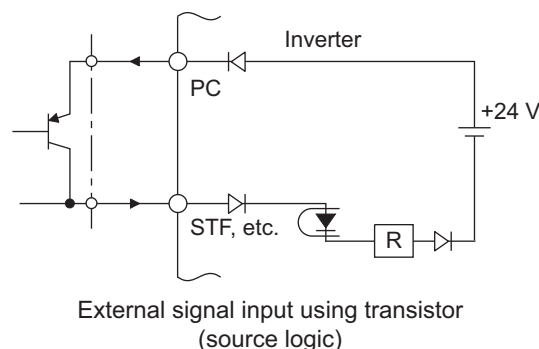 Inverter
PC
+24 V
STF, etc.
R
External signal input using transistor
(source logic)